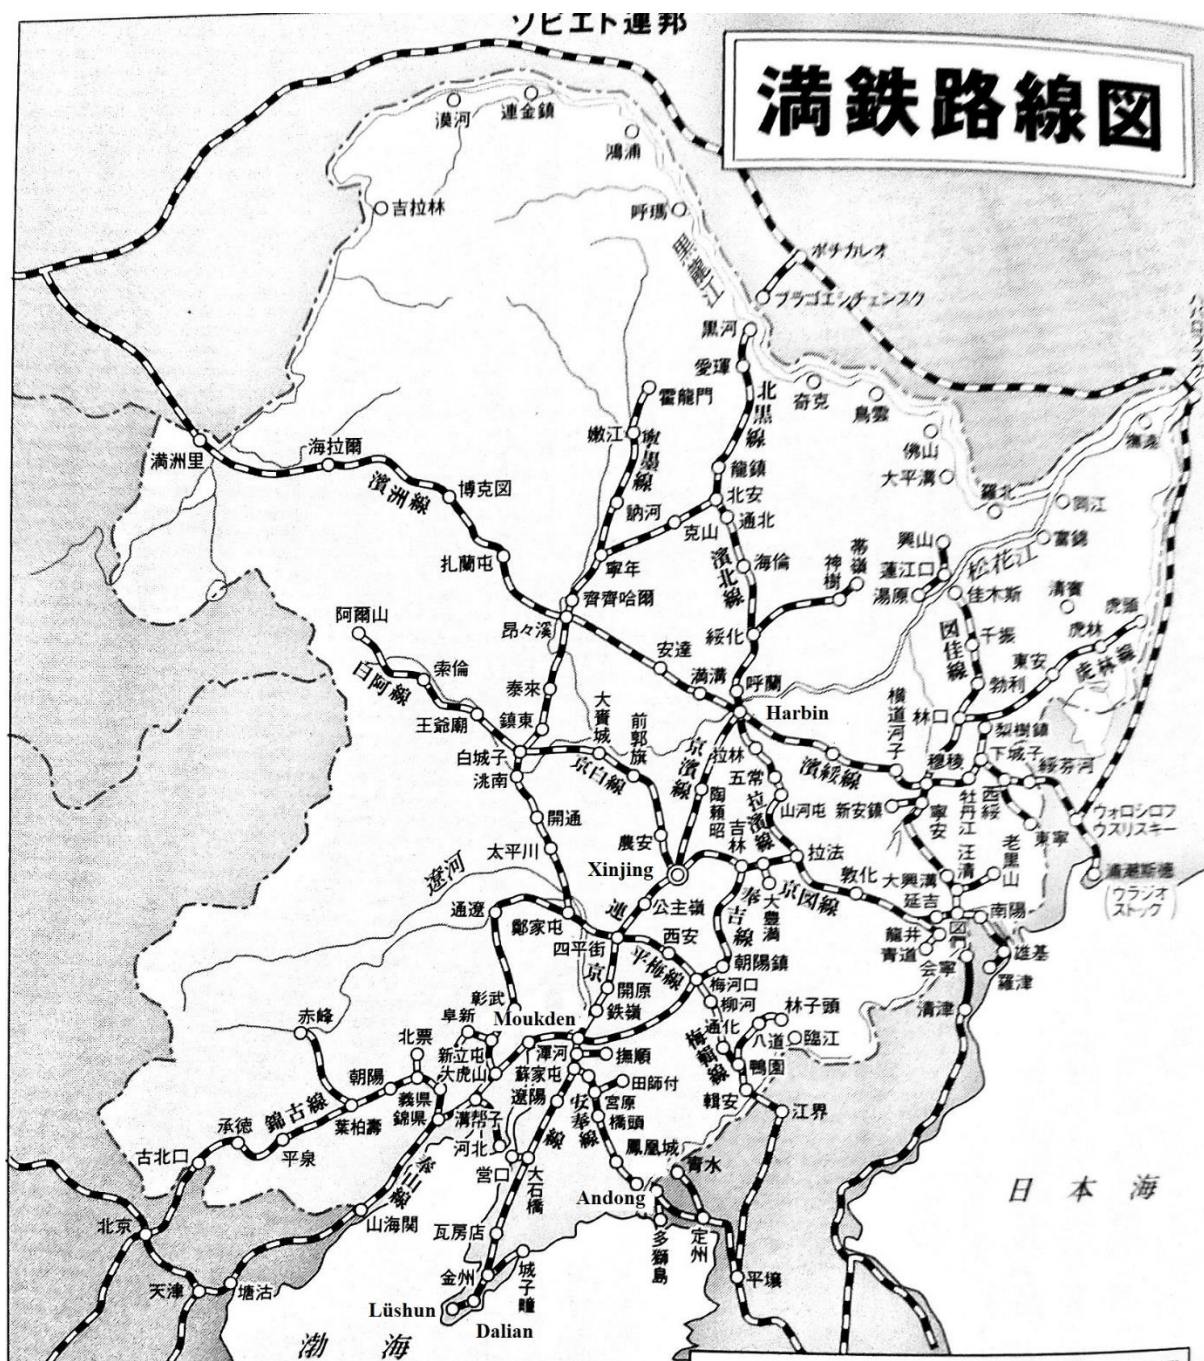 ソビエト連邦
満鉄路線図
漠河
連金鎮
鴻浦
吉拉林
呼瑪
黒龍江
ボチカレオ
ブラゴエシチェンスク
黒河
愛琿
北黒線
霍龍門
奇克
烏雲
嫩江
寧墨線
佛山
撫遠
満洲里
海拉爾
濱洲線
博克図
龍鎮
大平溝
羅北
同江
訥河
北安
克山
通北
興山
松花江
富錦
扎蘭屯
寧年
濱北線
海倫
神樹
帯嶺
蓮江口
湯原
佳木斯
清賓
虎頭
齊齊哈爾
昂々溪
阿爾山
綏化
図佳線
千振
虎林
虎林線
東安
白阿線
索倫
安達
満溝
呼蘭
泰來
勃利
王爺廟
鎮東
大賚城
前郭旗
Harbin
横道河子
林口
梨樹鎮
白城子
京白線
京濱線
拉林
濱綏線
穆稜
下城子
綏芬河
洮南
五常
陶頼昭
拉濱線
山河屯
新安鎮
寧安
牡丹江
西綏
東寧
ウォロシロフ
ウスリスキー
開通
農安
吉林
太平川
拉法
汪清
老黒山
Xinjing
敦化
大興溝
浦潮斯徳
(ウラジオ
ストック)
遼河
公主嶺
奉吉線
大豊満
京図線
延吉
南陽
通遼
鄭家屯
連京線
西安
龍井
図們
雄基
四平街
平梅線
朝陽鎮
青道
会寧
羅津
開原
梅河口
彰武
鉄嶺
柳河
林子頭
清津
赤峰
阜新
Moukden
通化
八道
臨江
北票
新立屯
渾河
撫順
梅輯線
朝陽
大虎山
蘇家屯
鴨園
錦古線
義県
遼陽
田師付
錦県
溝帮子
安奉線
宮原
輯安
江界
承徳
葉柏壽
橋頭
古北口
平泉
河北
鳳凰城
奉山線
営口
大石橋
青水
日本海
Andong
北京
山海関
瓦房店
多獅島
定州
天津
塘沽
金州
城子疃
平壌
Lüshun
Dalian
渤海